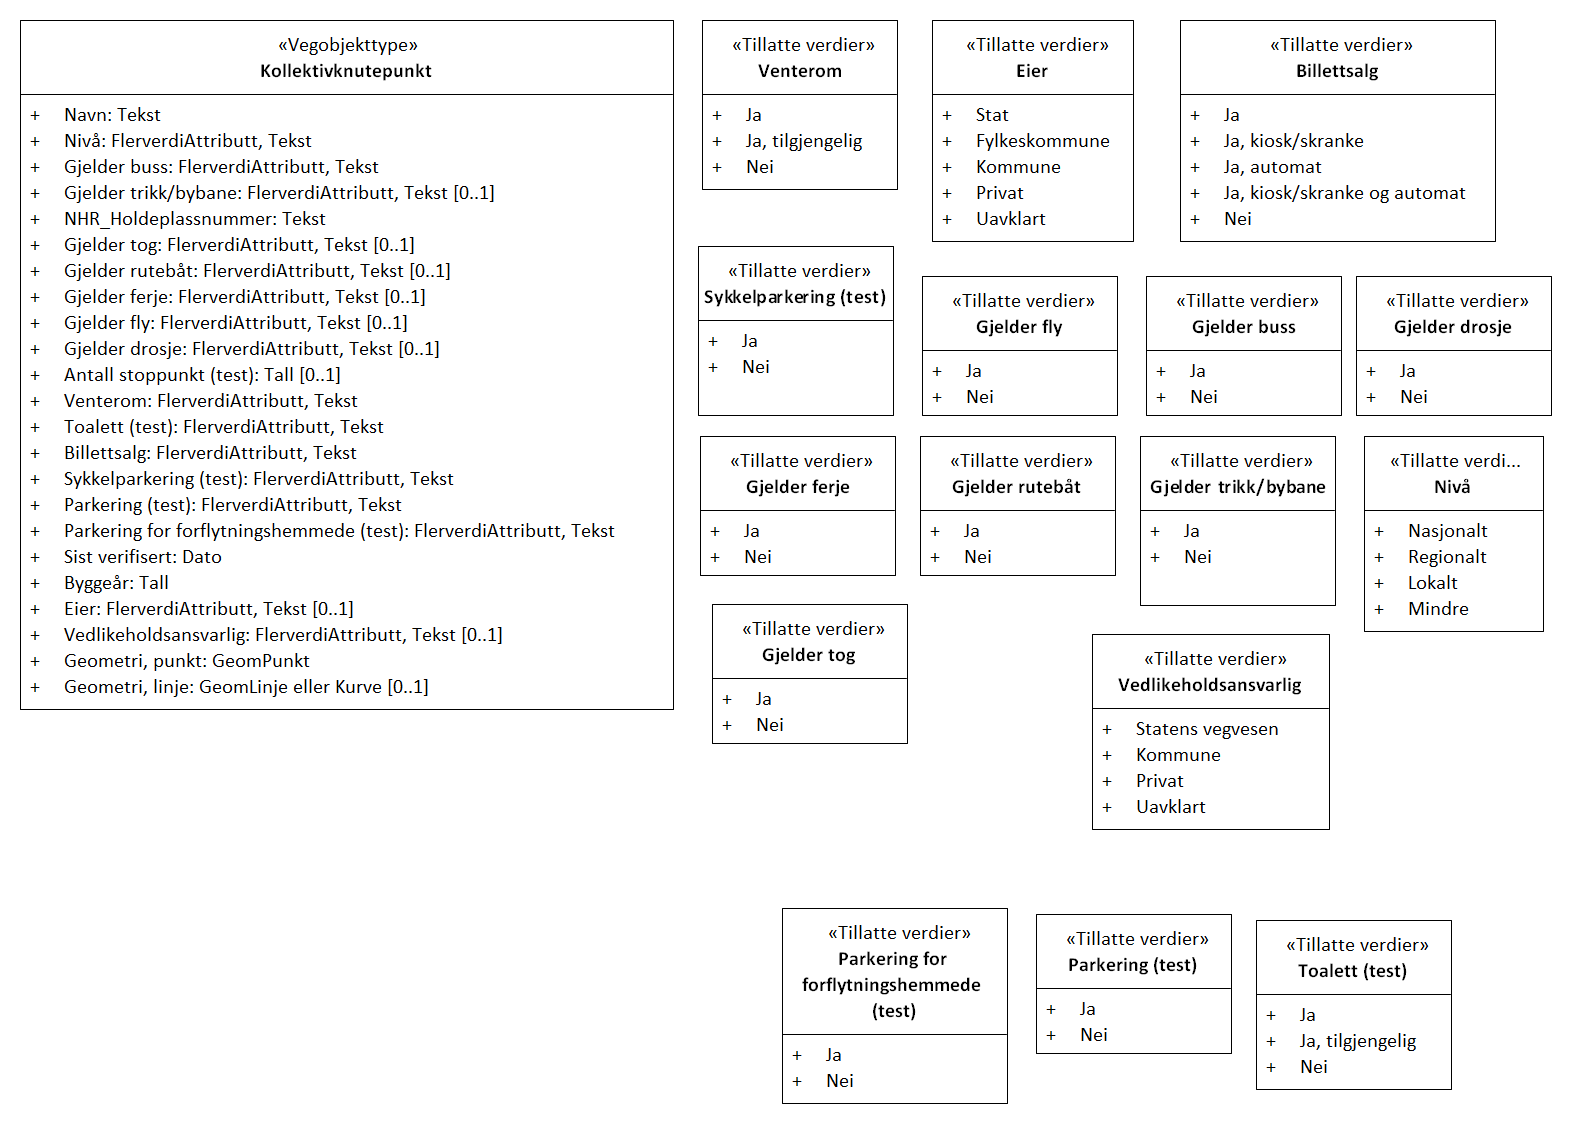 «Vegobjekttype»
Kollektivknutepunkt
+ Navn: Tekst
+ Nivå: FlerverdiAttributt, Tekst
+ Gjelder buss: FlerverdiAttributt, Tekst
+ Gjelder trikk/bybane: FlerverdiAttributt, Tekst [0..1]
+ NHR_Holdeplassnummer: Tekst
+ Gjelder tog: FlerverdiAttributt, Tekst [0..1]
+ Gjelder rutebåt: FlerverdiAttributt, Tekst [0..1]
+ Gjelder ferje: FlerverdiAttributt, Tekst [0..1]
+ Gjelder fly: FlerverdiAttributt, Tekst [0..1]
+ Gjelder drosje: FlerverdiAttributt, Tekst [0..1]
+ Antall stoppunkt (test): Tall [0..1]
+ Venterom: FlerverdiAttributt, Tekst
+ Toalett (test): FlerverdiAttributt, Tekst
+ Billettsalg: FlerverdiAttributt, Tekst
+ Sykkelparkering (test): FlerverdiAttributt, Tekst
+ Parkering (test): FlerverdiAttributt, Tekst
+ Parkering for forflytningshemmede (test): FlerverdiAttributt, Tekst
+ Sist verifisert: Dato
+ Byggeår: Tall
+ Eier: FlerverdiAttributt, Tekst [0..1]
+ Vedlikeholdsansvarlig: FlerverdiAttributt, Tekst [0..1]
+ Geometri, punkt: GeomPunkt
+ Geometri, linje: GeomLinje eller Kurve [0..1]
«Tillatte verdier»
Venterom
+ Ja
+ Ja, tilgjengelig
+ Nei
«Tillatte verdier»
Eier
+ Stat
+ Fylkeskommune
+ Kommune
+ Privat
+ Uavklart
«Tillatte verdier»
Billettsalg
+ Ja
+ Ja, kiosk/skranke
+ Ja, automat
+ Ja, kiosk/skranke og automat
+ Nei
«Tillatte verdier»
Sykkelparkering (test)
+ Ja
+ Nei
«Tillatte verdier»
Gjelder fly
+ Ja
+ Nei
«Tillatte verdier»
Gjelder buss
+ Ja
+ Nei
«Tillatte verdier»
Gjelder drosje
+ Ja
+ Nei
«Tillatte verdier»
Gjelder ferje
+ Ja
+ Nei
«Tillatte verdier»
Gjelder rutebåt
+ Ja
+ Nei
«Tillatte verdier»
Gjelder trikk/bybane
+ Ja
+ Nei
«Tillatte verdi...
Nivå
+ Nasjonalt
+ Regionalt
+ Lokalt
+ Mindre
«Tillatte verdier»
Gjelder tog
+ Ja
+ Nei
«Tillatte verdier»
Vedlikeholdsansvarlig
+ Statens vegvesen
+ Kommune
+ Privat
+ Uavklart
«Tillatte verdier»
Parkering for
forflytningshemmede
(test)
+ Ja
+ Nei
«Tillatte verdier»
Parkering (test)
+ Ja
+ Nei
«Tillatte verdier»
Toalett (test)
+ Ja
+ Ja, tilgjengelig
+ Nei